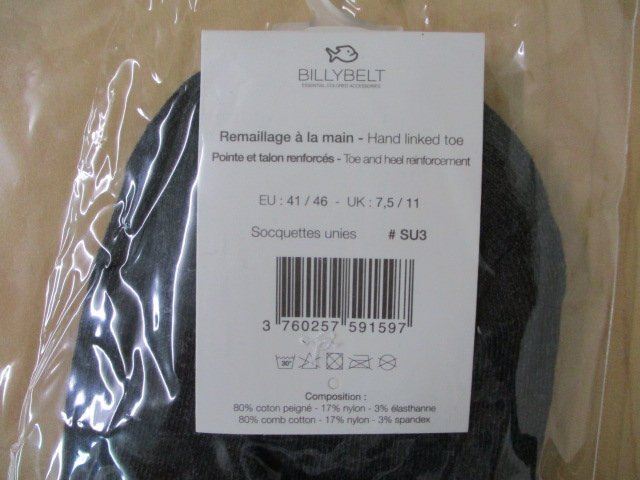 BILLYBELT
ESSENTIAL COLORED ACCESSORIES
Remaillage à la main - Hand linked toe
Pointe et talon renforcés - Toe and heel reinforcement
EU : 41 / 46 - UK : 7,5 / 11
Socquettes unies # SU3
3 760257 591597
30°
Composition :
80% coton peigné - 17% nylon - 3% élasthanne
80% comb cotton - 17% nylon - 3% spandex